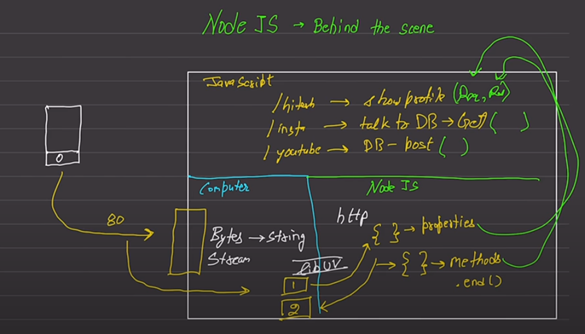 Node JS → Behind the scene
JavaScript
/hitesh → show profile (Req, Res)
/insta → talk to DB → (get) ( )
/youtube → DB - post ( )
Computer
Node JS
80
http
Bytes → String
Stream
LibUV
{ } → properties
→ { } → methods
.end()
1
2